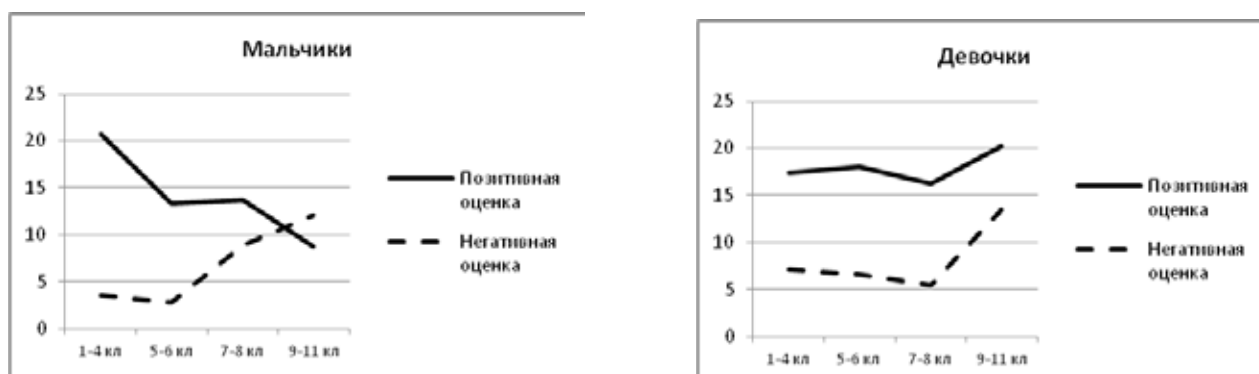 Мальчики
25
20
15
10
5
0
1-4 кл 5-6 кл 7-8 кл 9-11 кл
Позитивная
оценка
Негативная
оценка
Девочки
25
20
15
10
5
0
1-4 кл 5-6 кл 7-8 кл 9-11 кл
Позитивная
оценка
Негативная
оценка